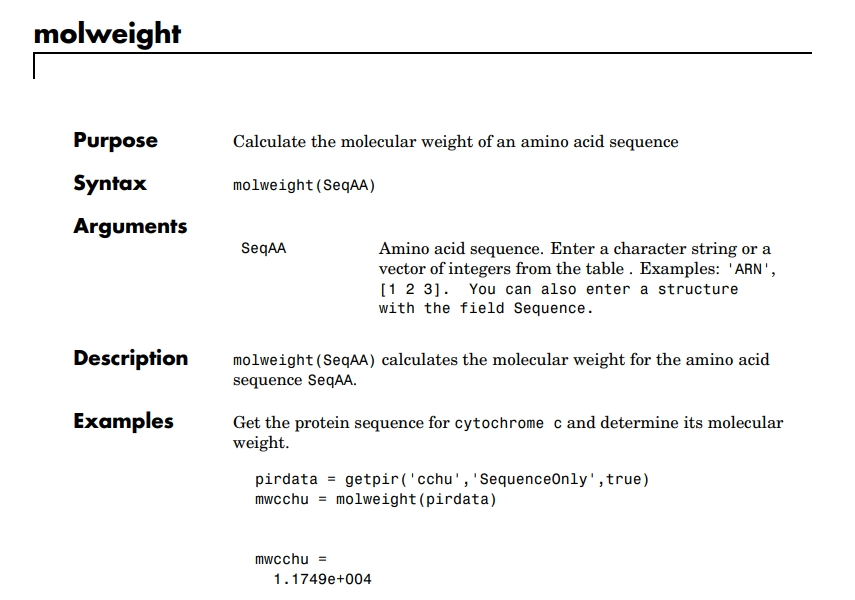 molweight
Purpose Calculate the molecular weight of an amino acid sequence
Syntax molweight(SeqAA)
Arguments
SeqAA Amino acid sequence. Enter a character string or a
vector of integers from the table . Examples: 'ARN',
[1 2 3]. You can also enter a structure
with the field Sequence.
Description molweight(SeqAA) calculates the molecular weight for the amino acid
sequence SeqAA.
Examples Get the protein sequence for cytochrome c and determine its molecular
weight.
pirdata = getpir('cchu','SequenceOnly',true)
mwcchu = molweight(pirdata)
mwcchu =
1.1749e+004